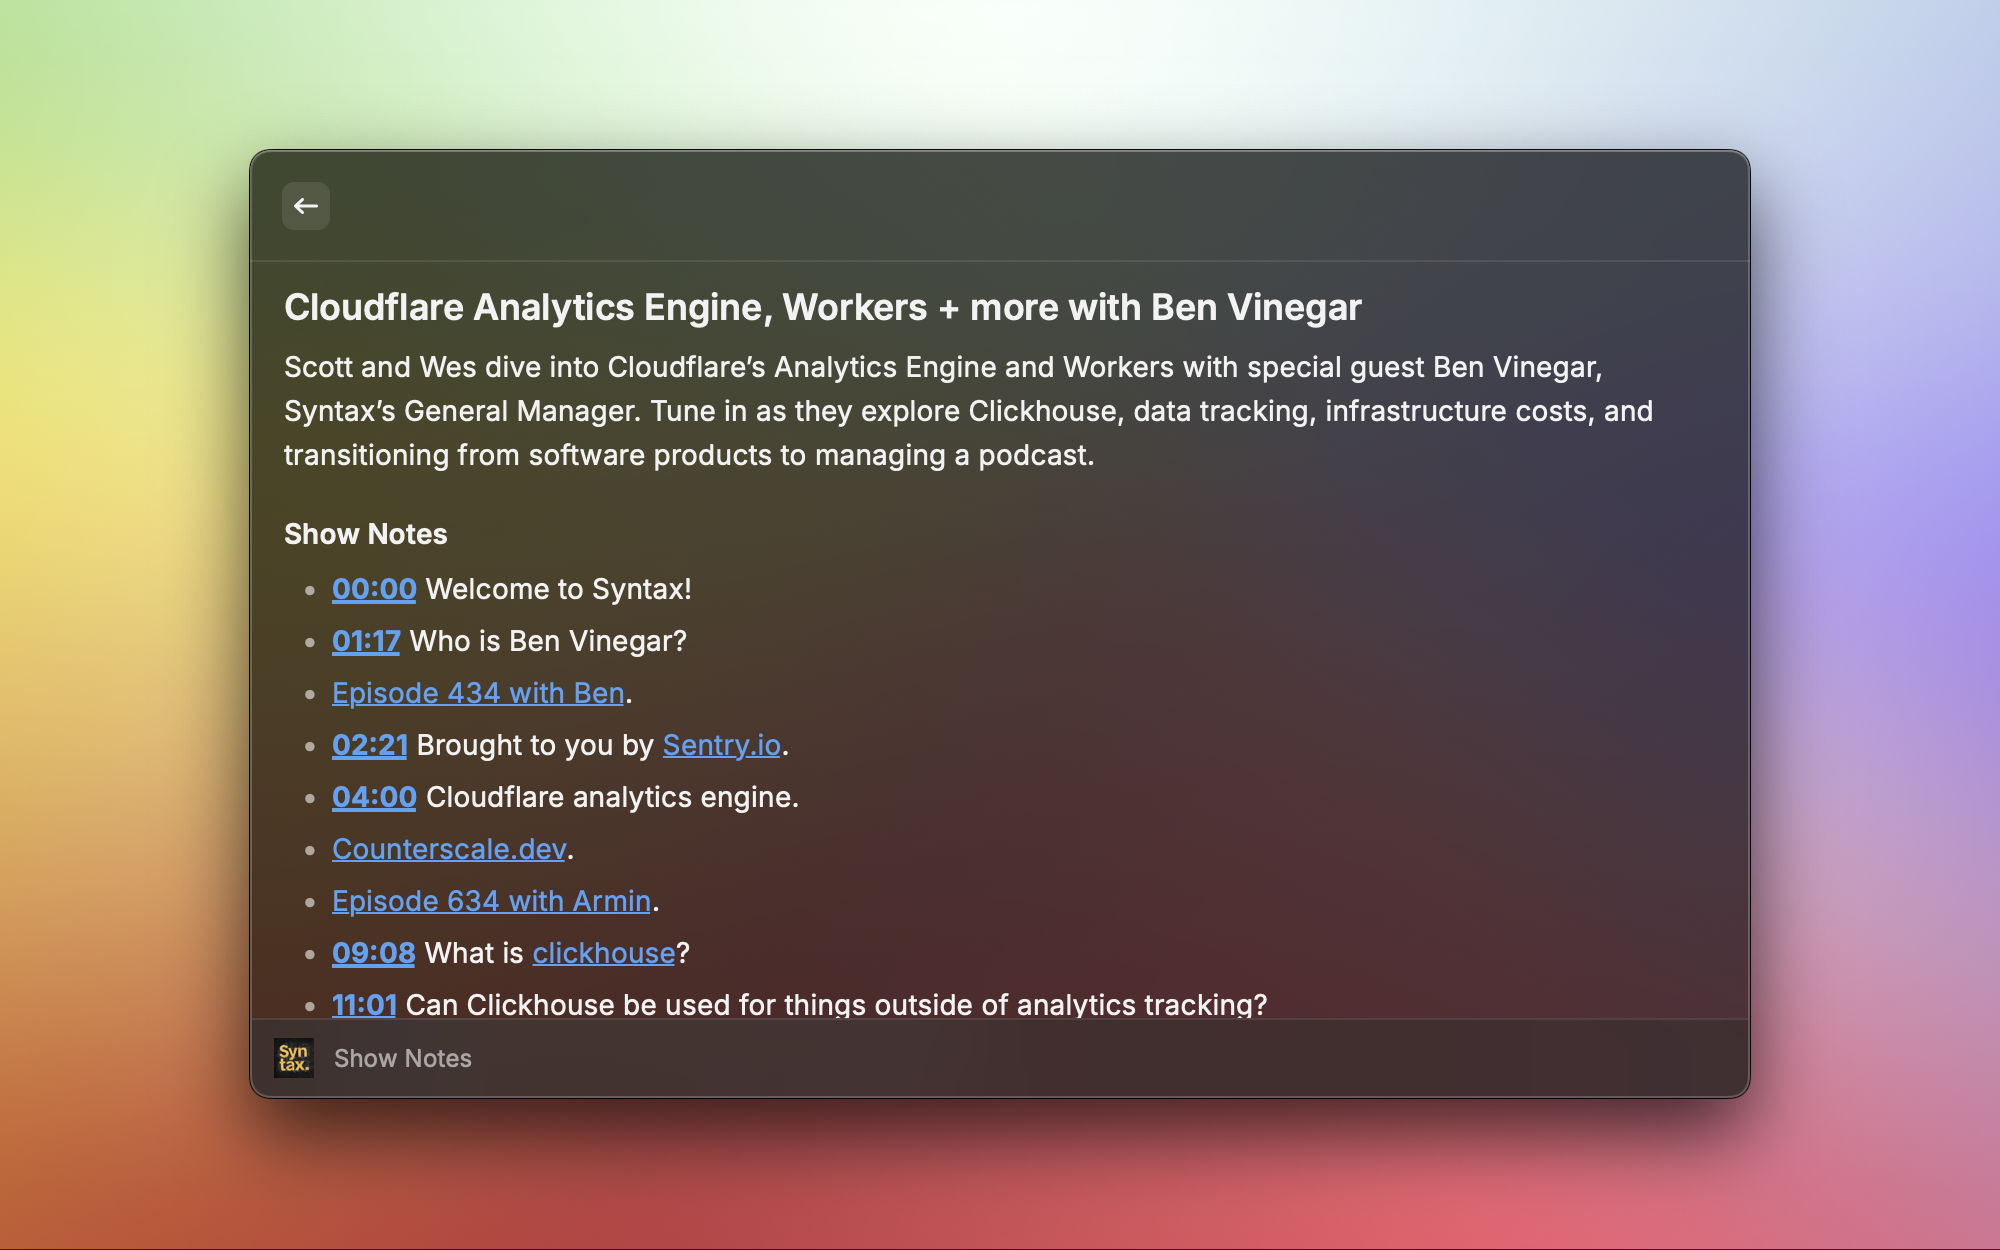 Cloudflare Analytics Engine, Workers + more with Ben Vinegar
Scott and Wes dive into Cloudflare’s Analytics Engine and Workers with special guest Ben Vinegar,
Syntax’s General Manager. Tune in as they explore Clickhouse, data tracking, infrastructure costs, and
transitioning from software products to managing a podcast.
Show Notes
00:00 Welcome to Syntax!
01:17 Who is Ben Vinegar?
Episode 434 with Ben.
02:21 Brought to you by Sentry.io.
04:00 Cloudflare analytics engine.
Counterscale.dev.
Episode 634 with Armin.
09:08 What is clickhouse?
11:01 Can Clickhouse be used for things outside of analytics tracking?
Syn
tax.
Show Notes